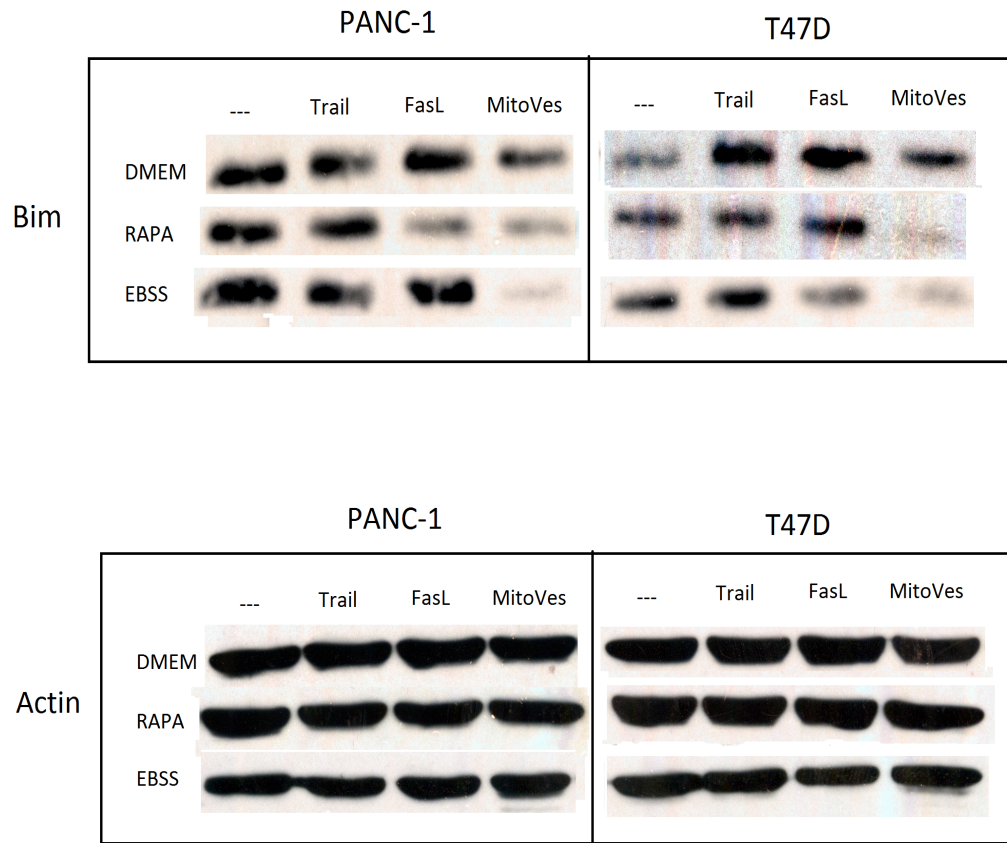 PANC-1 T47D
--- Trail FasL MitoVes --- Trail FasL MitoVes
DMEM
Bim
RAPA
EBSS
PANC-1 T47D
--- Trail FasL MitoVes --- Trail FasL MitoVes
DMEM
Actin
RAPA
EBSS